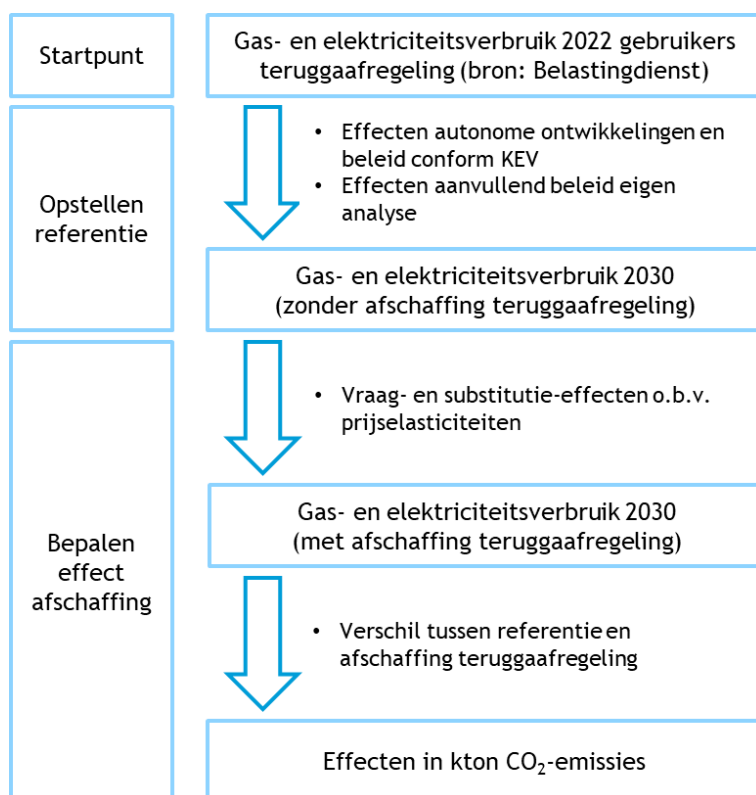 Startpunt
Gas- en elektriciteitsverbruik 2022 gebruikers
teruggaafregeling (bron: Belastingdienst)
Opstellen
referentie
• Effecten autonome ontwikkelingen en
beleid conform KEV
• Effecten aanvullend beleid eigen
analyse
Gas- en elektriciteitsverbruik 2030
(zonder afschaffing teruggaafregeling)
Bepalen
effect
afschaffing
• Vraag- en substitutie-effecten o.b.v.
prijselasticiteiten
Gas- en elektriciteitsverbruik 2030
(met afschaffing teruggaafregeling)
• Verschil tussen referentie en
afschaffing teruggaafregeling
Effecten in kton CO₂-emissies